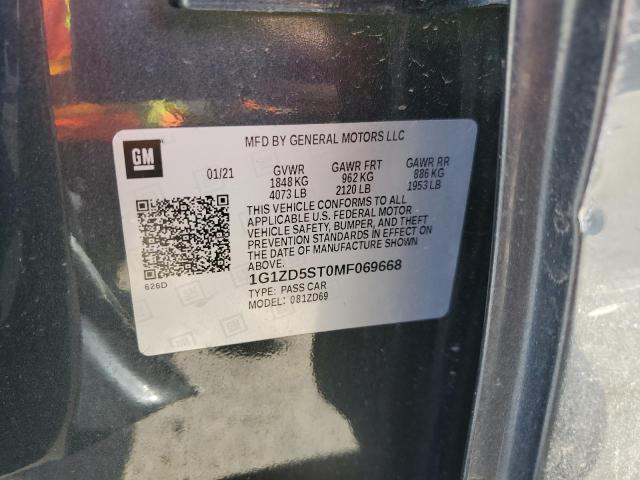 GM
MFD BY GENERAL MOTORS LLC
01/21 GVWR GAWR FRT GAWR RR
1848 KG 962 KG 886 KG
4073 LB 2120 LB 1953 LB
THIS VEHICLE CONFORMS TO ALL
APPLICABLE U.S. FEDERAL MOTOR
VEHICLE SAFETY, BUMPER, AND THEFT
PREVENTION STANDARDS IN EFFECT ON
THE DATE OF MANUFACTURE SHOWN
ABOVE.
626D
1G1ZD5ST0MF069668
TYPE: PASS CAR
MODEL: 081ZD69